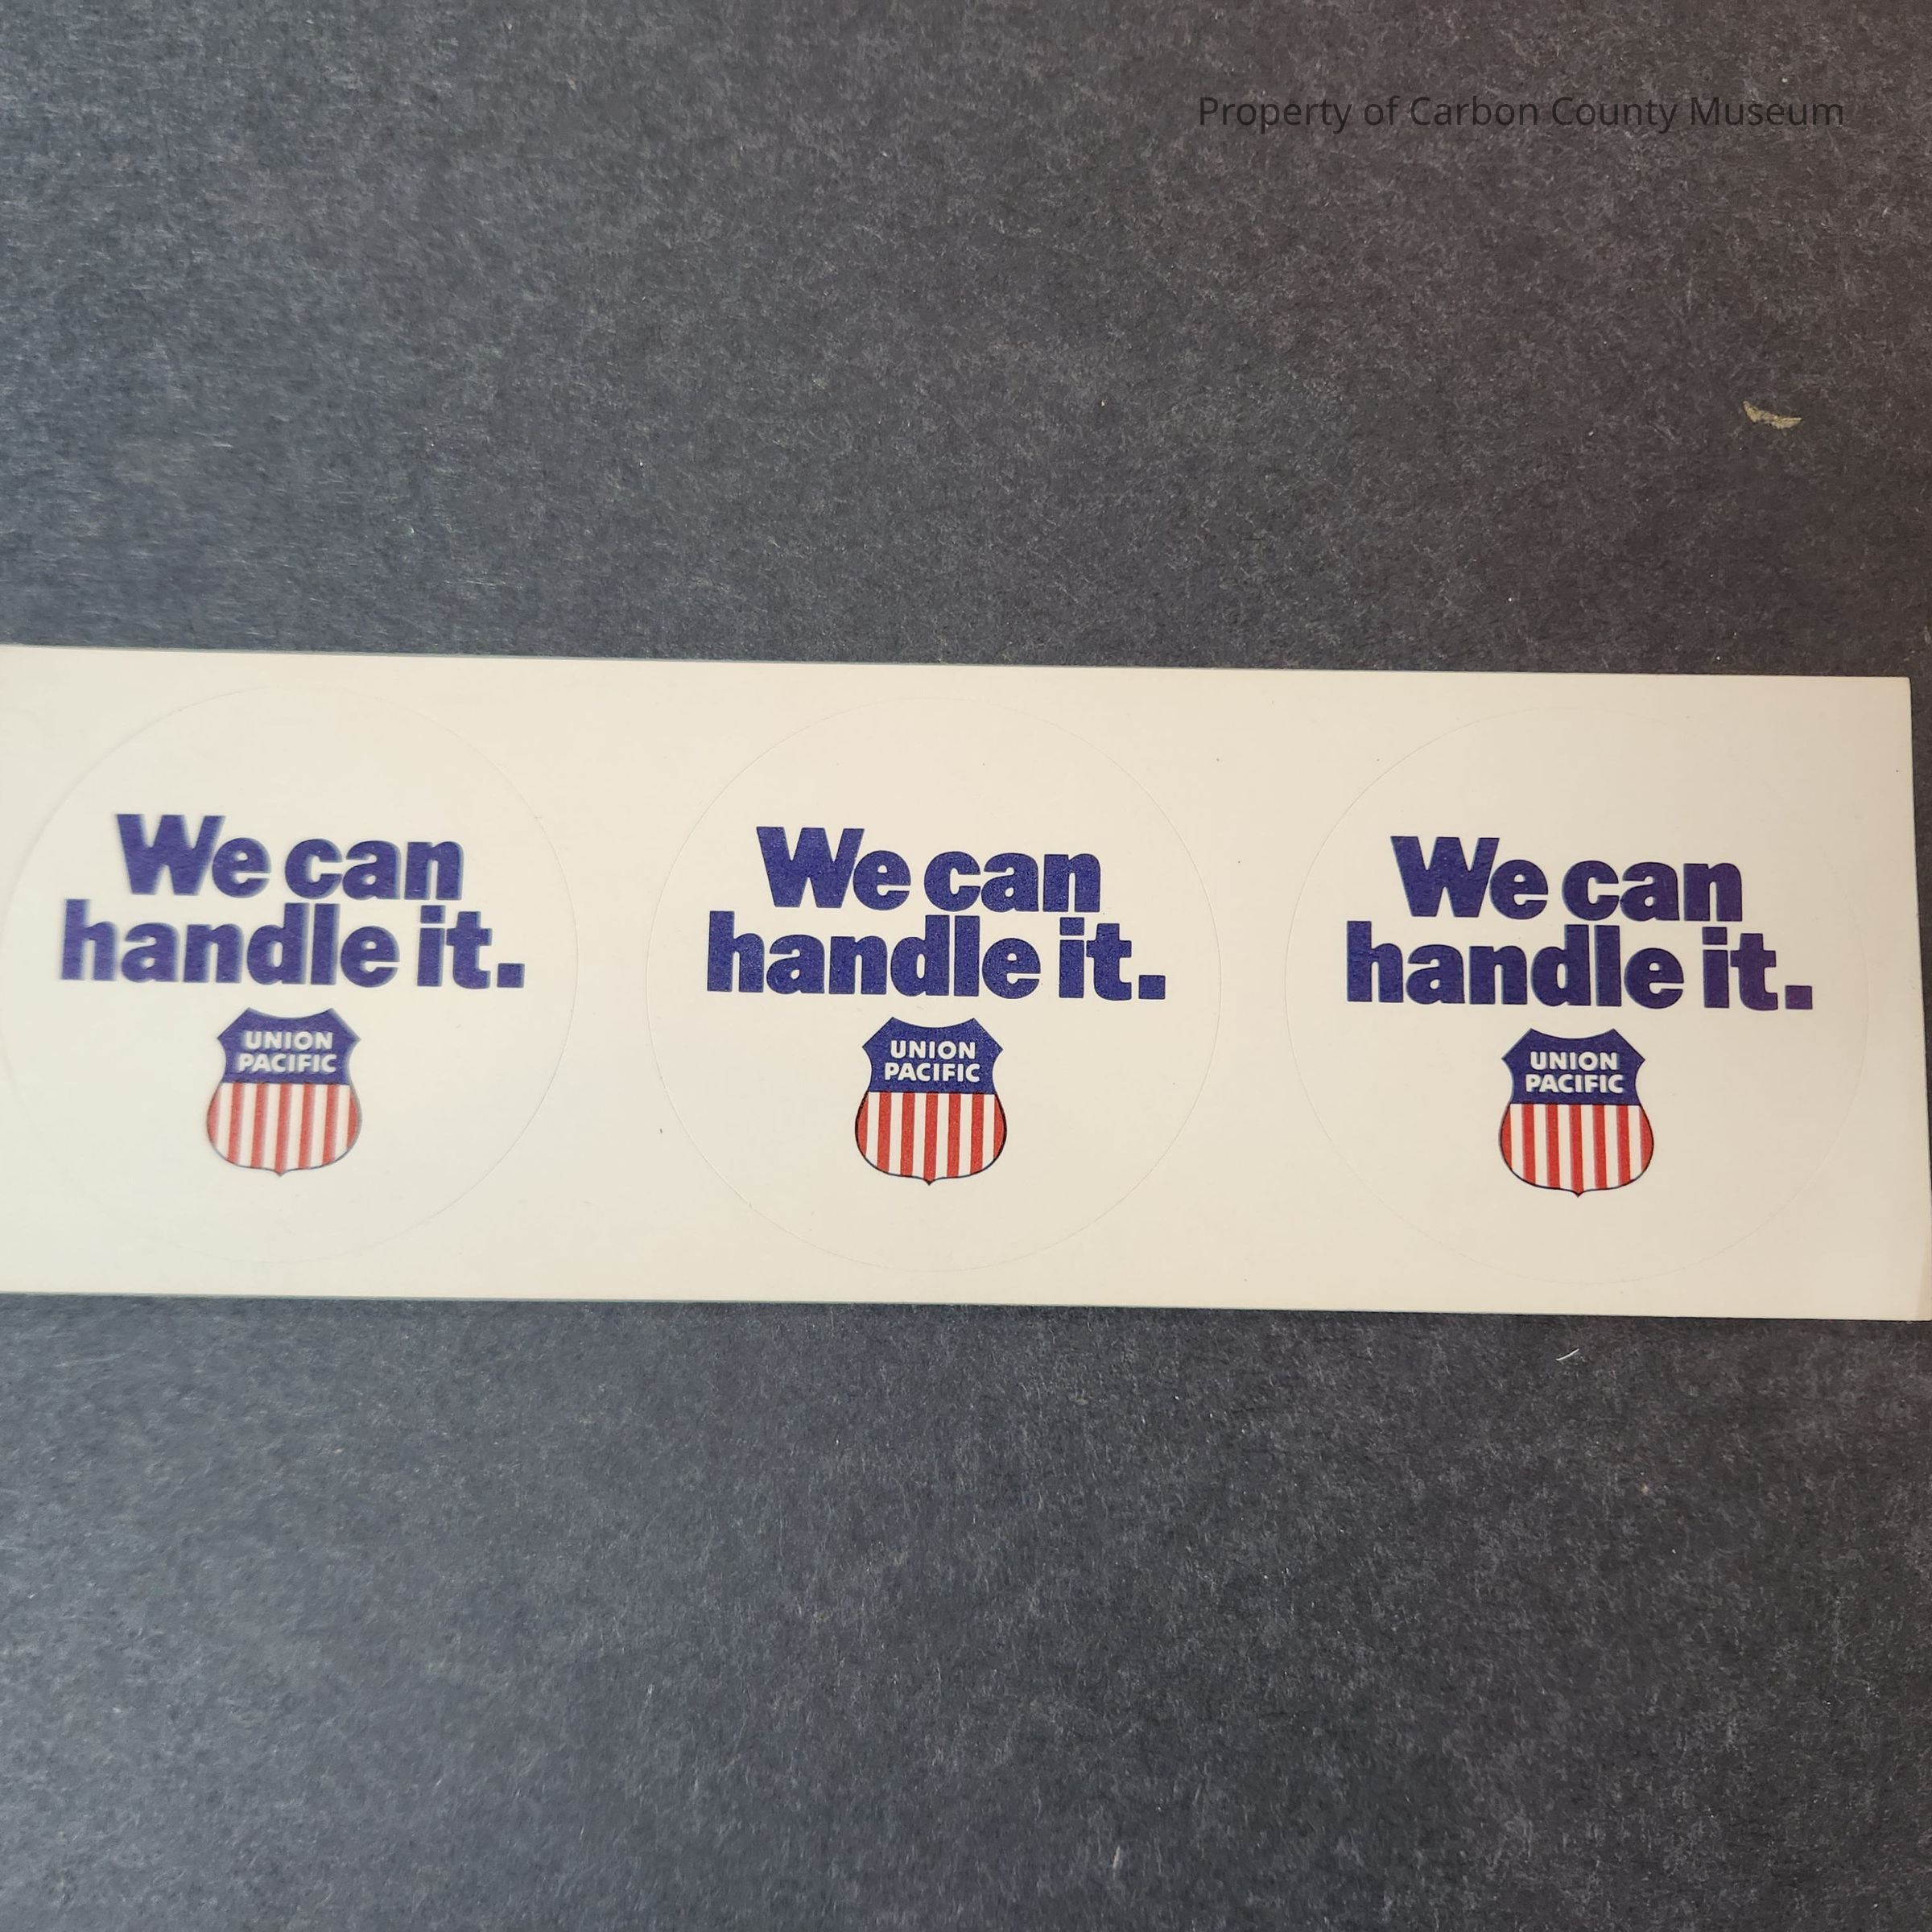 Property of Carbon County Museum
We can
handle it.
UNION
PACIFIC
We can
handle it.
UNION
PACIFIC
We can
handle it.
UNION
PACIFIC